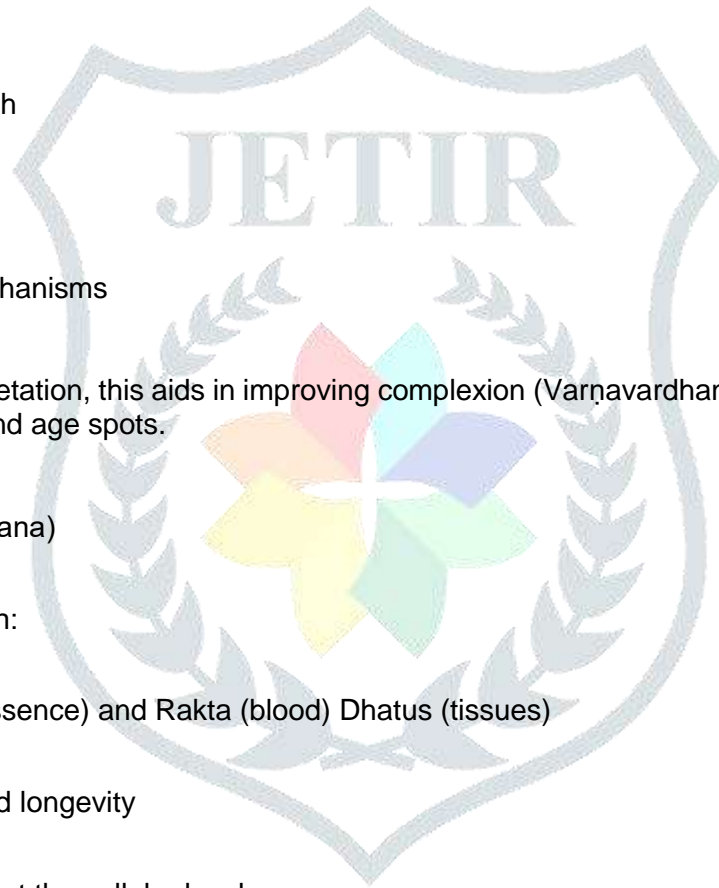 h
JETIR
hanisms
etation, this aids in improving complexion (Varṇavardhan
nd age spots.
ana)
n:
ssence) and Rakta (blood) Dhatus (tissues)
d longevity